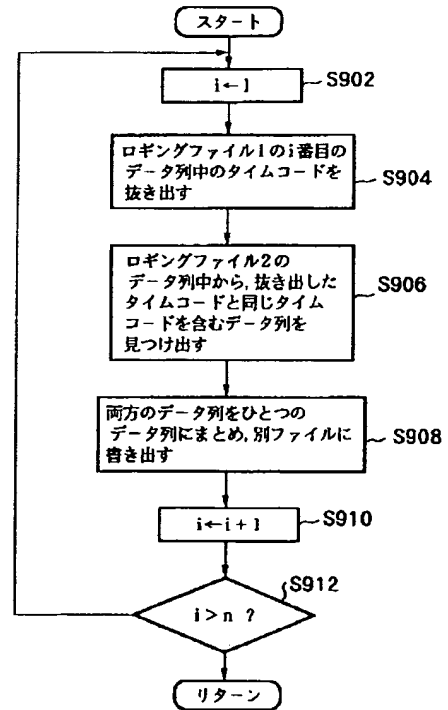 スタート
i←1
S902
ロギングファイル1のi番目の
データ列中のタイムコードを
抜き出す
S904
ロギングファイル2の
データ列中から,抜き出した
タイムコードと同じタイム
コードを含むデータ列を
見つけ出す
S906
両方のデータ列をひとつの
データ列にまとめ,別ファイルに
書き出す
S908
i←i+1
S910
S912
i>n ?
リターン